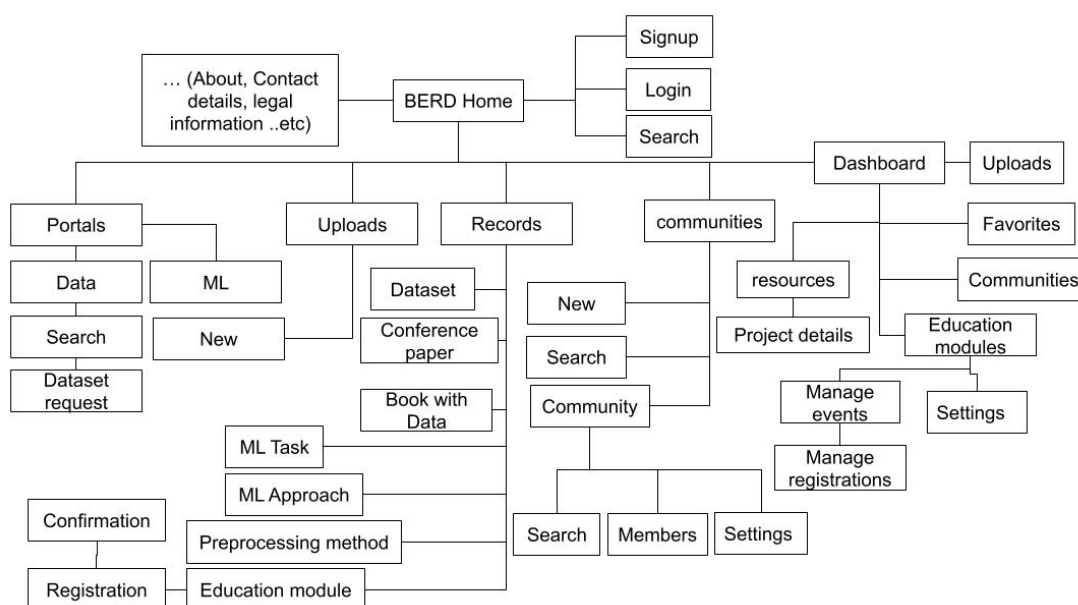 Signup
… (About, Contact
details, legal
information ..etc)
BERD Home
Login
Search
Dashboard
Uploads
Portals
Uploads
Records
communities
Favorites
Data
ML
Dataset
resources
Communities
New
Search
New
Conference
paper
Project details
Education
modules
Search
Dataset
request
Book with
Data
Community
Manage
events
Settings
ML Task
Manage
registrations
ML Approach
Confirmation
Preprocessing method
Search
Members
Settings
Registration
Education module